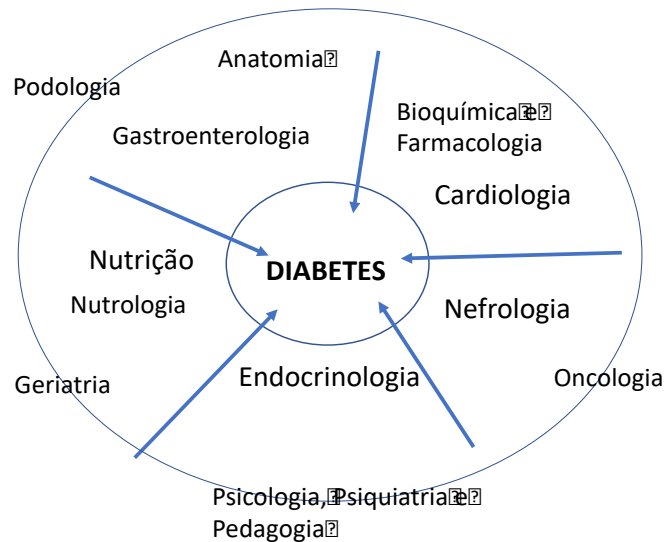 Anatomia
Podologia
Bioquímica e
Farmacologia
Gastroenterologia
Cardiologia
Nutrição
DIABETES
Nutrologia
Nefrologia
Endocrinologia
Geriatria
Oncologia
Psicologia, Psiquiatria e
Pedagogia